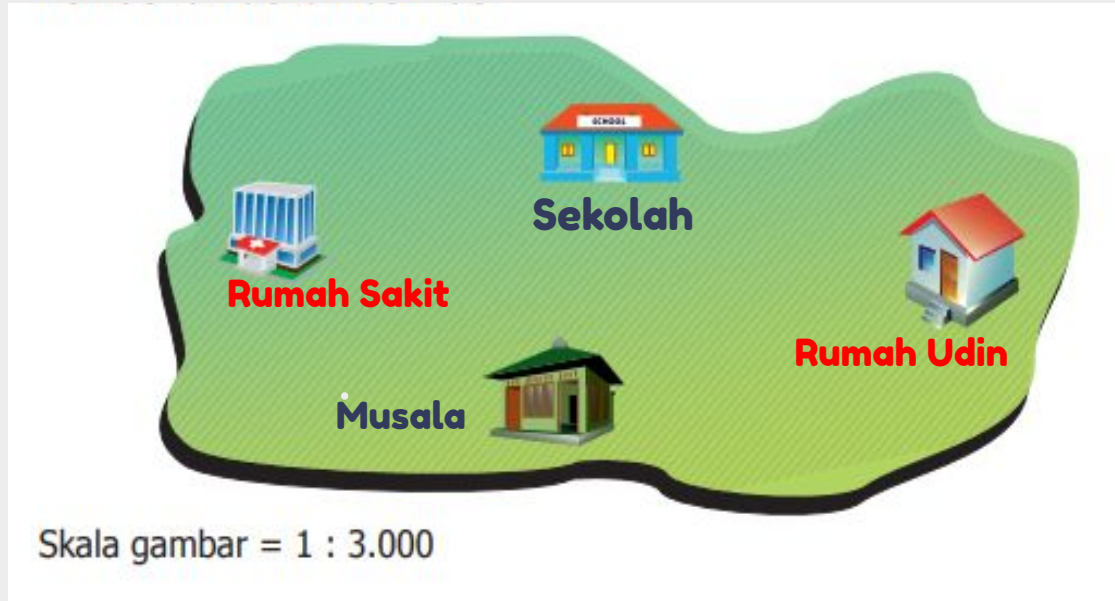 SCHOOL
Sekolah
Rumah Sakit
Rumah Udin
Musala
Skala gambar = 1 : 3.000